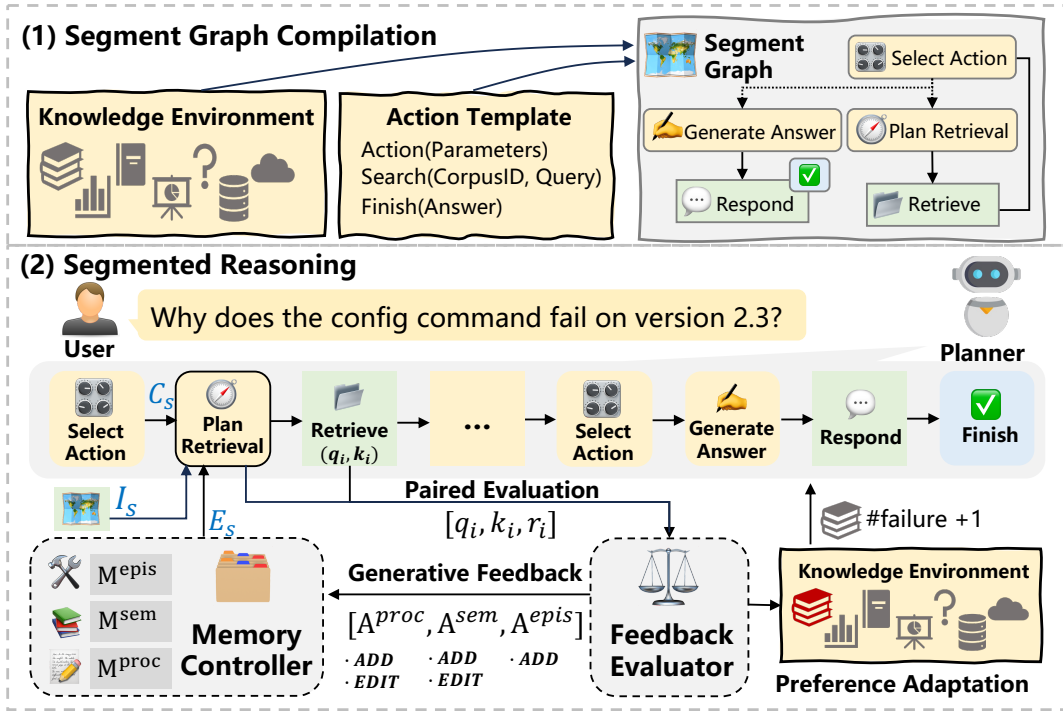 (1) Segment Graph Compilation
Knowledge Environment
Action Template
Action(Parameters)
Search(CorpusID, Query)
Finish(Answer)
Segment
Graph
Select Action
Generate Answer
Plan Retrieval
Respond
Retrieve
(2) Segmented Reasoning
User
Why does the config command fail on version 2.3?
Planner
Select
Action
C_s
Plan
Retrieval
Retrieve
(q_i, k_i)
...
Select
Action
Generate
Answer
Respond
Finish
I_s
E_s
Paired Evaluation
[q_i, k_i, r_i]
#failure +1
M^epis
M^sem
M^proc
Memory
Controller
Generative Feedback
[A^proc, A^sem, A^epis]
· ADD · ADD · ADD
· EDIT · EDIT
Feedback
Evaluator
Knowledge Environment
Preference Adaptation